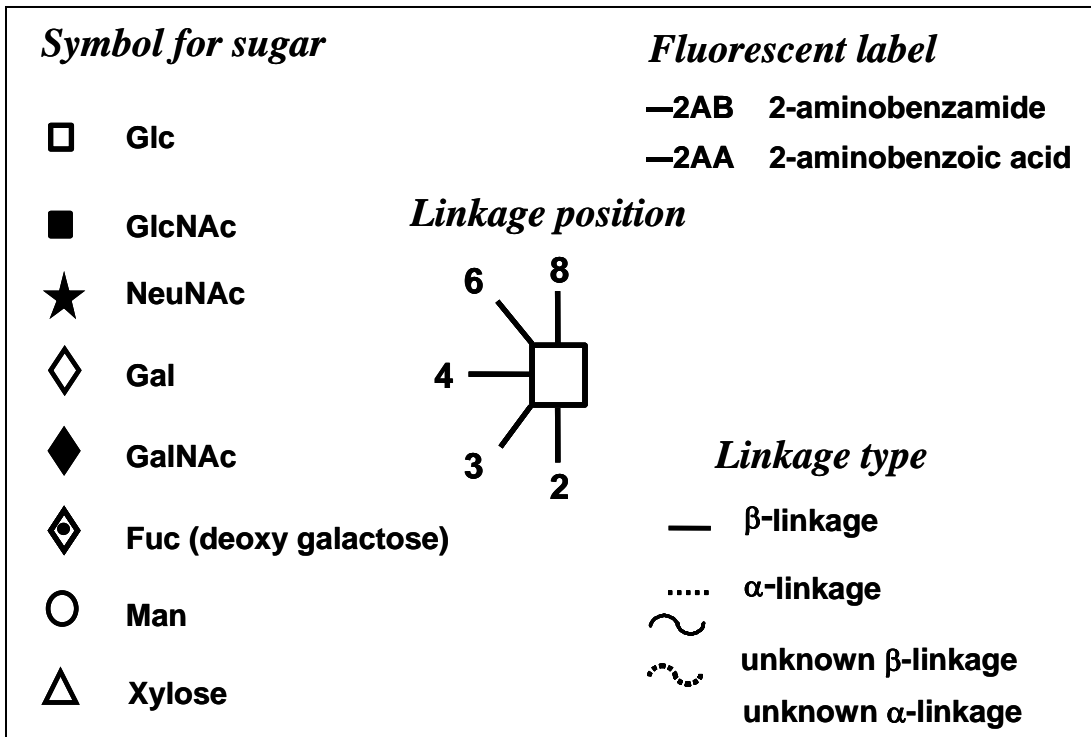 Symbol for sugar
Glc
GlcNAc
NeuNAc
Gal
GalNAc
Fuc (deoxy galactose)
Man
Xylose
Fluorescent label
—2AB 2-aminobenzamide
—2AA 2-aminobenzoic acid
Linkage position
6 8
4
3 2
Linkage type
β-linkage
α-linkage
unknown β-linkage
unknown α-linkage